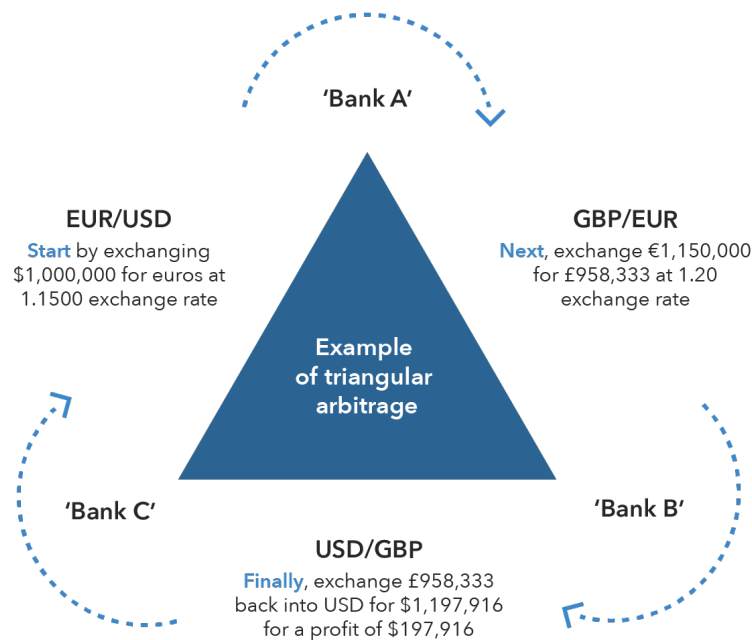 ‘Bank A’
EUR/USD
Start by exchanging
$1,000,000 for euros at
1.1500 exchange rate
GBP/EUR
Next, exchange €1,150,000
for £958,333 at 1.20
exchange rate
Example
of triangular
arbitrage
‘Bank C’
‘Bank B’
USD/GBP
Finally, exchange £958,333
back into USD for $1,197,916
for a profit of $197,916